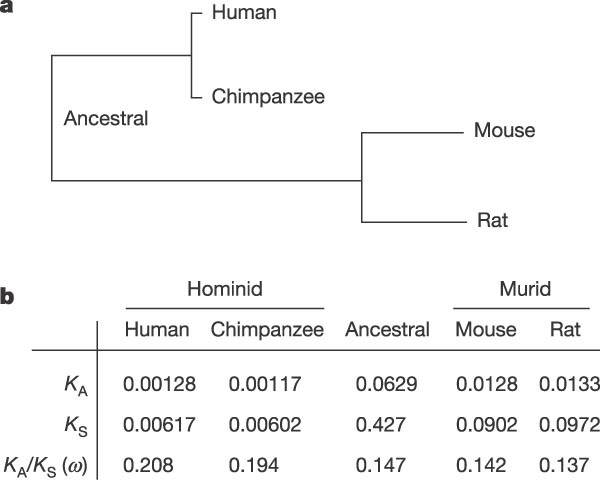 a
Human
Chimpanzee
Ancestral
Mouse
Rat
b
Hominid Murid
Human Chimpanzee Ancestral Mouse Rat
KA 0.00128 0.00117 0.0629 0.0128 0.0133
KS 0.00617 0.00602 0.427 0.0902 0.0972
KA/KS (ω) 0.208 0.194 0.147 0.142 0.137